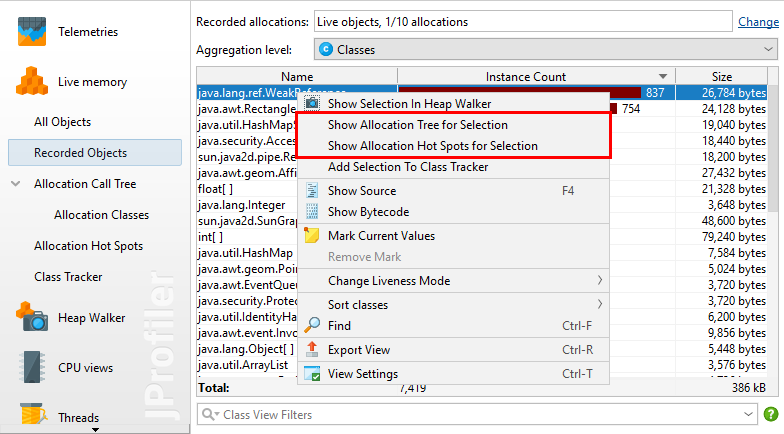 Telemetries
Live memory
All Objects
Recorded Objects
Allocation Call Tree
Allocation Classes
Allocation Hot Spots
Class Tracker
Heap Walker
CPU views
Threads
JProfiler
Recorded allocations: Live objects, 1/10 allocations Change
Aggregation level: C Classes
Name Instance Count Size
java.lang.ref.WeakReference 837 26,784 bytes
java.awt.Rectangle 754 24,128 bytes
java.util.HashMap 19,040 bytes
java.security.Acces 18,440 bytes
sun.java2d.pipe.Re 18,200 bytes
java.awt.geom.Affi 27,432 bytes
float[ ] 21,328 bytes
java.lang.Integer 3,648 bytes
sun.java2d.SunGra 48,600 bytes
int[ ] 79,240 bytes
java.util.HashMap 7,584 bytes
java.awt.geom.Poi 5,024 bytes
java.awt.EventQueu 3,720 bytes
java.security.Protec 3,720 bytes
java.util.IdentityHa 6,200 bytes
java.awt.event.Invo 9,856 bytes
java.lang.Object[ ] 5,448 bytes
java.util.ArrayList 3,576 bytes
Total: 7,419 386 kB
Show Selection In Heap Walker
Show Allocation Tree for Selection
Show Allocation Hot Spots for Selection
Add Selection To Class Tracker
Show Source F4
Show Bytecode
Mark Current Values
Remove Mark
Change Liveness Mode
Sort classes
Find Ctrl-F
Export View Ctrl-R
View Settings Ctrl-T
Class View Filters